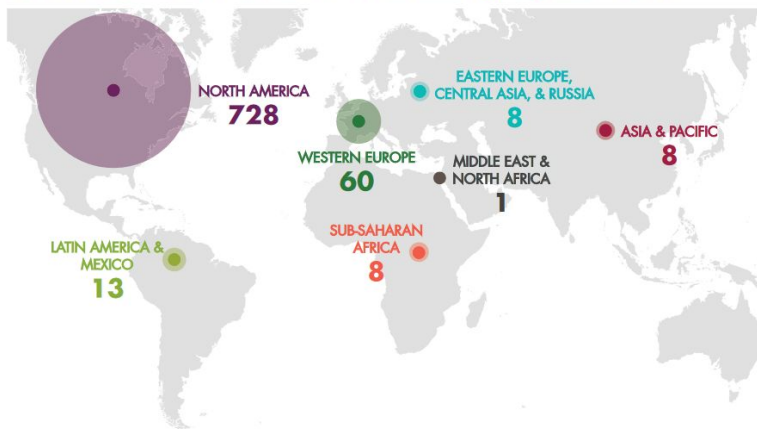 NORTH AMERICA
728
EASTERN EUROPE,
CENTRAL ASIA, & RUSSIA
8
ASIA & PACIFIC
8
WESTERN EUROPE
60
MIDDLE EAST &
NORTH AFRICA
1
LATIN AMERICA &
MEXICO
13
SUB-SAHARAN
AFRICA
8